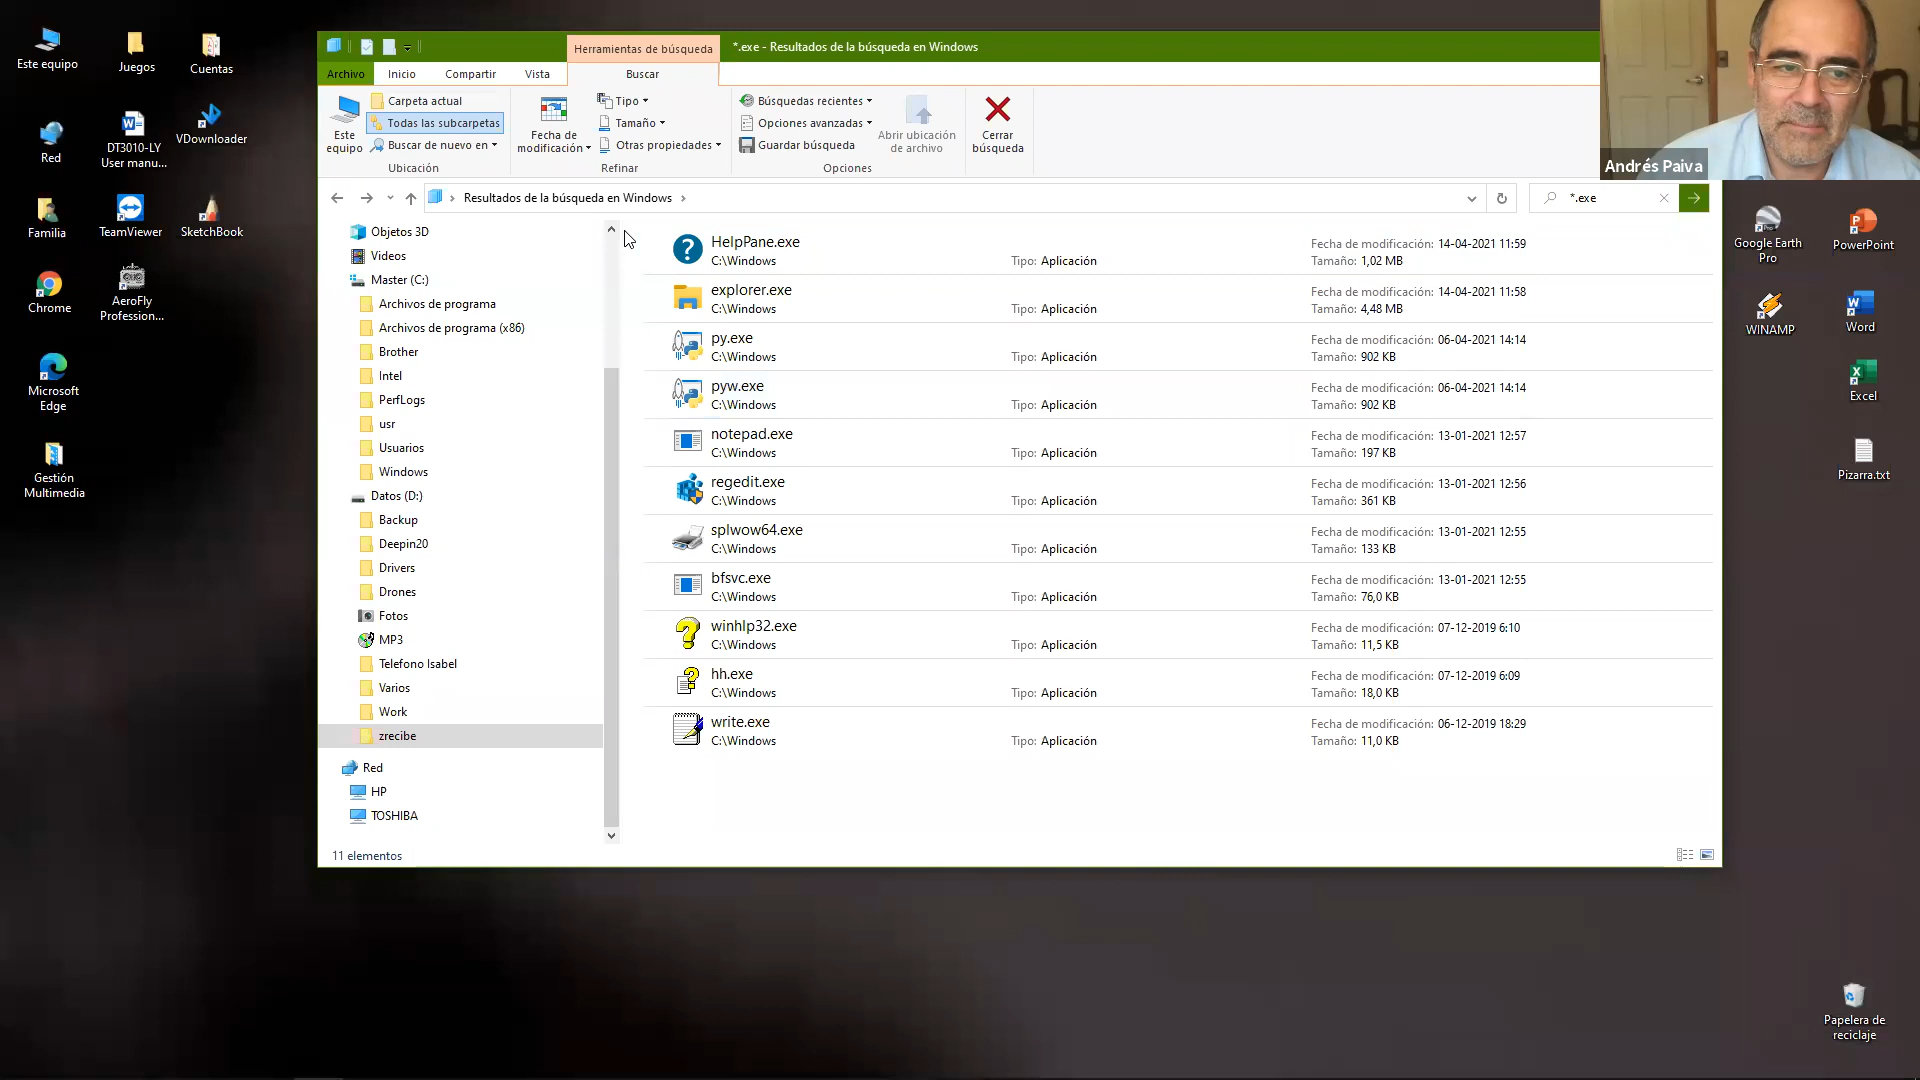 Este equipo
Juegos
Cuentas
Red
DT3010-LY
User manu...
VDownloader
Familia
TeamViewer
SketchBook
Chrome
AeroFly
Profession...
Microsoft
Edge
Gestión
Multimedia
Herramientas de búsqueda
*.exe - Resultados de la búsqueda en Windows
Archivo
Inicio
Compartir
Vista
Buscar
Este
equipo
Carpeta actual
Todas las subcarpetas
Buscar de nuevo en
Ubicación
Fecha de
modificación
Tipo
Tamaño
Otras propiedades
Refinar
Búsquedas recientes
Opciones avanzadas
Guardar búsqueda
Abrir ubicación
de archivo
Opciones
Cerrar
búsqueda
Resultados de la búsqueda en Windows
*.exe
Objetos 3D
Videos
Master (C:)
Archivos de programa
Archivos de programa (x86)
Brother
Intel
PerfLogs
usr
Usuarios
Windows
Datos (D:)
Backup
Deepin20
Drivers
Drones
Fotos
MP3
Telefono Isabel
Varios
Work
zrecibe
Red
HP
TOSHIBA
HelpPane.exe
C:\Windows
Tipo: Aplicación
Fecha de modificación: 14-04-2021 11:59
Tamaño: 1,02 MB
explorer.exe
C:\Windows
Tipo: Aplicación
Fecha de modificación: 14-04-2021 11:58
Tamaño: 4,48 MB
py.exe
C:\Windows
Tipo: Aplicación
Fecha de modificación: 06-04-2021 14:14
Tamaño: 902 KB
pyw.exe
C:\Windows
Tipo: Aplicación
Fecha de modificación: 06-04-2021 14:14
Tamaño: 902 KB
notepad.exe
C:\Windows
Tipo: Aplicación
Fecha de modificación: 13-01-2021 12:57
Tamaño: 197 KB
regedit.exe
C:\Windows
Tipo: Aplicación
Fecha de modificación: 13-01-2021 12:56
Tamaño: 361 KB
splwow64.exe
C:\Windows
Tipo: Aplicación
Fecha de modificación: 13-01-2021 12:55
Tamaño: 133 KB
bfsvc.exe
C:\Windows
Tipo: Aplicación
Fecha de modificación: 13-01-2021 12:55
Tamaño: 76,0 KB
winhlp32.exe
C:\Windows
Tipo: Aplicación
Fecha de modificación: 07-12-2019 6:10
Tamaño: 11,5 KB
hh.exe
C:\Windows
Tipo: Aplicación
Fecha de modificación: 07-12-2019 6:09
Tamaño: 18,0 KB
write.exe
C:\Windows
Tipo: Aplicación
Fecha de modificación: 06-12-2019 18:29
Tamaño: 11,0 KB
11 elementos
Andrés Paiva
Google Earth
Pro
PowerPoint
WINAMP
Word
Excel
Pizarra.txt
Papelera de
reciclaje